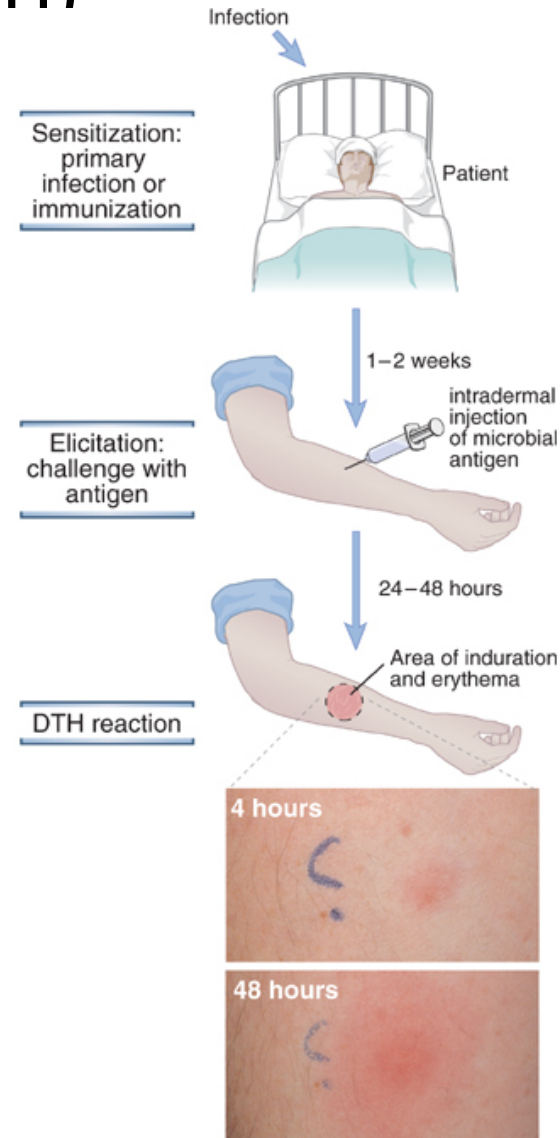 Infection
Sensitization:
primary
infection or
immunization
Patient
1–2 weeks
intradermal
injection
of microbial
antigen
Elicitation:
challenge with
antigen
24–48 hours
Area of induration
and erythema
DTH reaction
4 hours
48 hours